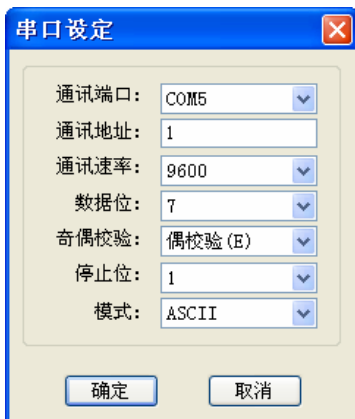 串口设定
通讯端口: COM5
通讯地址: 1
通讯速率: 9600
数据位: 7
奇偶校验: 偶校验(E)
停止位: 1
模式: ASCII
确定 取消